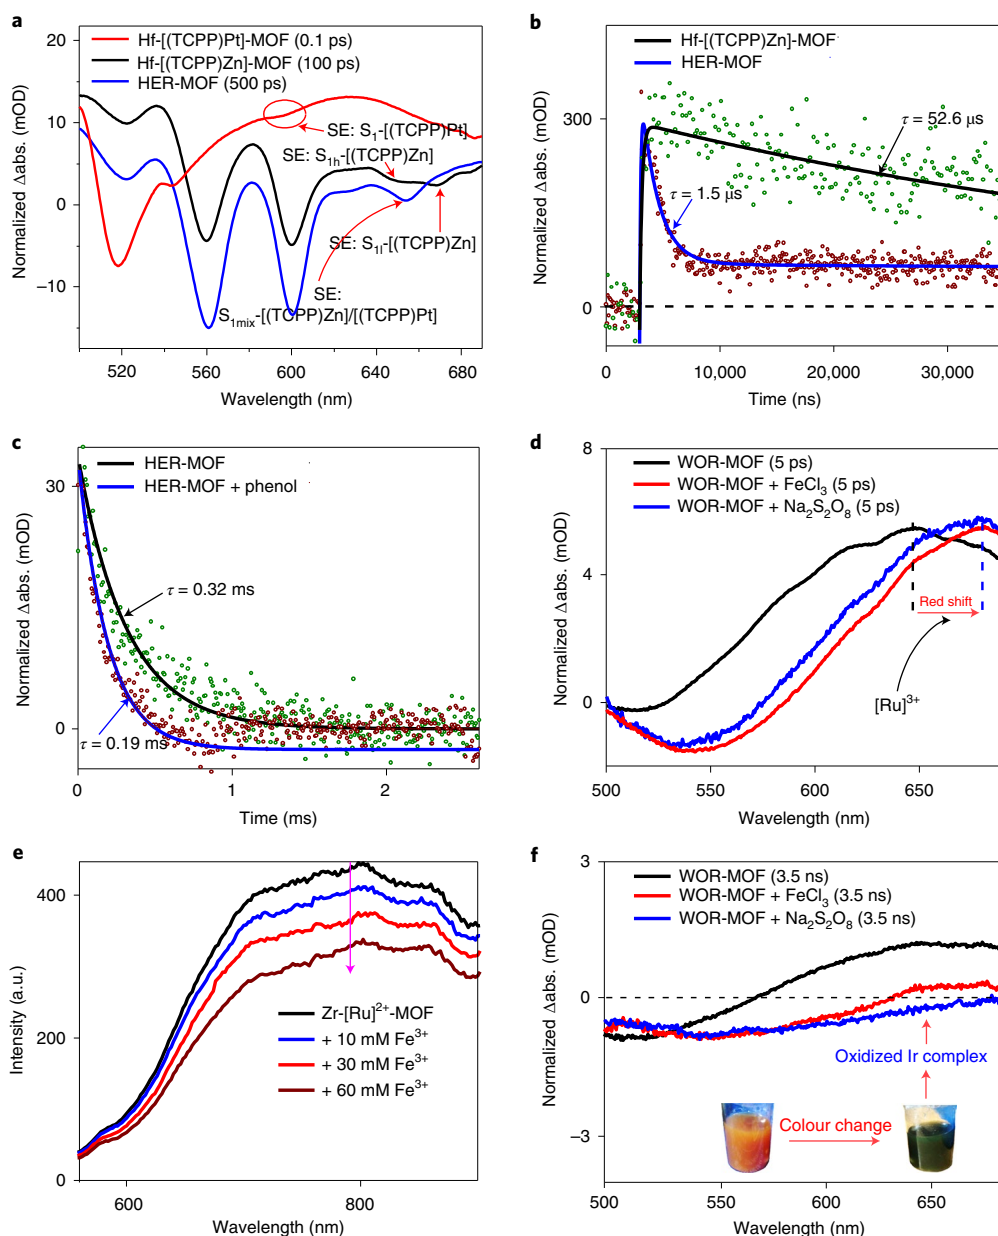 a
20
10
0
−10
Normalized Δabs. (mOD)
Hf-[(TCPP)Pt]-MOF (0.1 ps)
Hf-[(TCPP)Zn]-MOF (100 ps)
HER-MOF (500 ps)
SE: S₁-[(TCPP)Pt]
SE: S₁ₕ-[(TCPP)Zn]
SE: S₁ₗ-[(TCPP)Zn]
SE:
S₁mix-[(TCPP)Zn]/[(TCPP)Pt]
520 560 600 640 680
Wavelength (nm)
b
300
0
Normalized Δabs. (mOD)
Hf-[(TCPP)Zn]-MOF
HER-MOF
τ = 52.6 μs
τ = 1.5 μs
0 10,000 20,000 30,000
Time (ns)
c
30
0
Normalized Δabs. (mOD)
HER-MOF
HER-MOF + phenol
τ = 0.32 ms
τ = 0.19 ms
0 1 2
Time (ms)
d
8
4
0
Normalized Δabs. (mOD)
WOR-MOF (5 ps)
WOR-MOF + FeCl₃ (5 ps)
WOR-MOF + Na₂S₂O₈ (5 ps)
Red shift
[Ru]³⁺
500 550 600 650
Wavelength (nm)
e
400
200
0
Intensity (a.u.)
Zr-[Ru]²⁺-MOF
+ 10 mM Fe³⁺
+ 30 mM Fe³⁺
+ 60 mM Fe³⁺
600 800
Wavelength (nm)
f
3
0
−3
Normalized Δabs. (mOD)
WOR-MOF (3.5 ns)
WOR-MOF + FeCl₃ (3.5 ns)
WOR-MOF + Na₂S₂O₈ (3.5 ns)
Oxidized Ir complex
Colour change
500 550 600 650
Wavelength (nm)